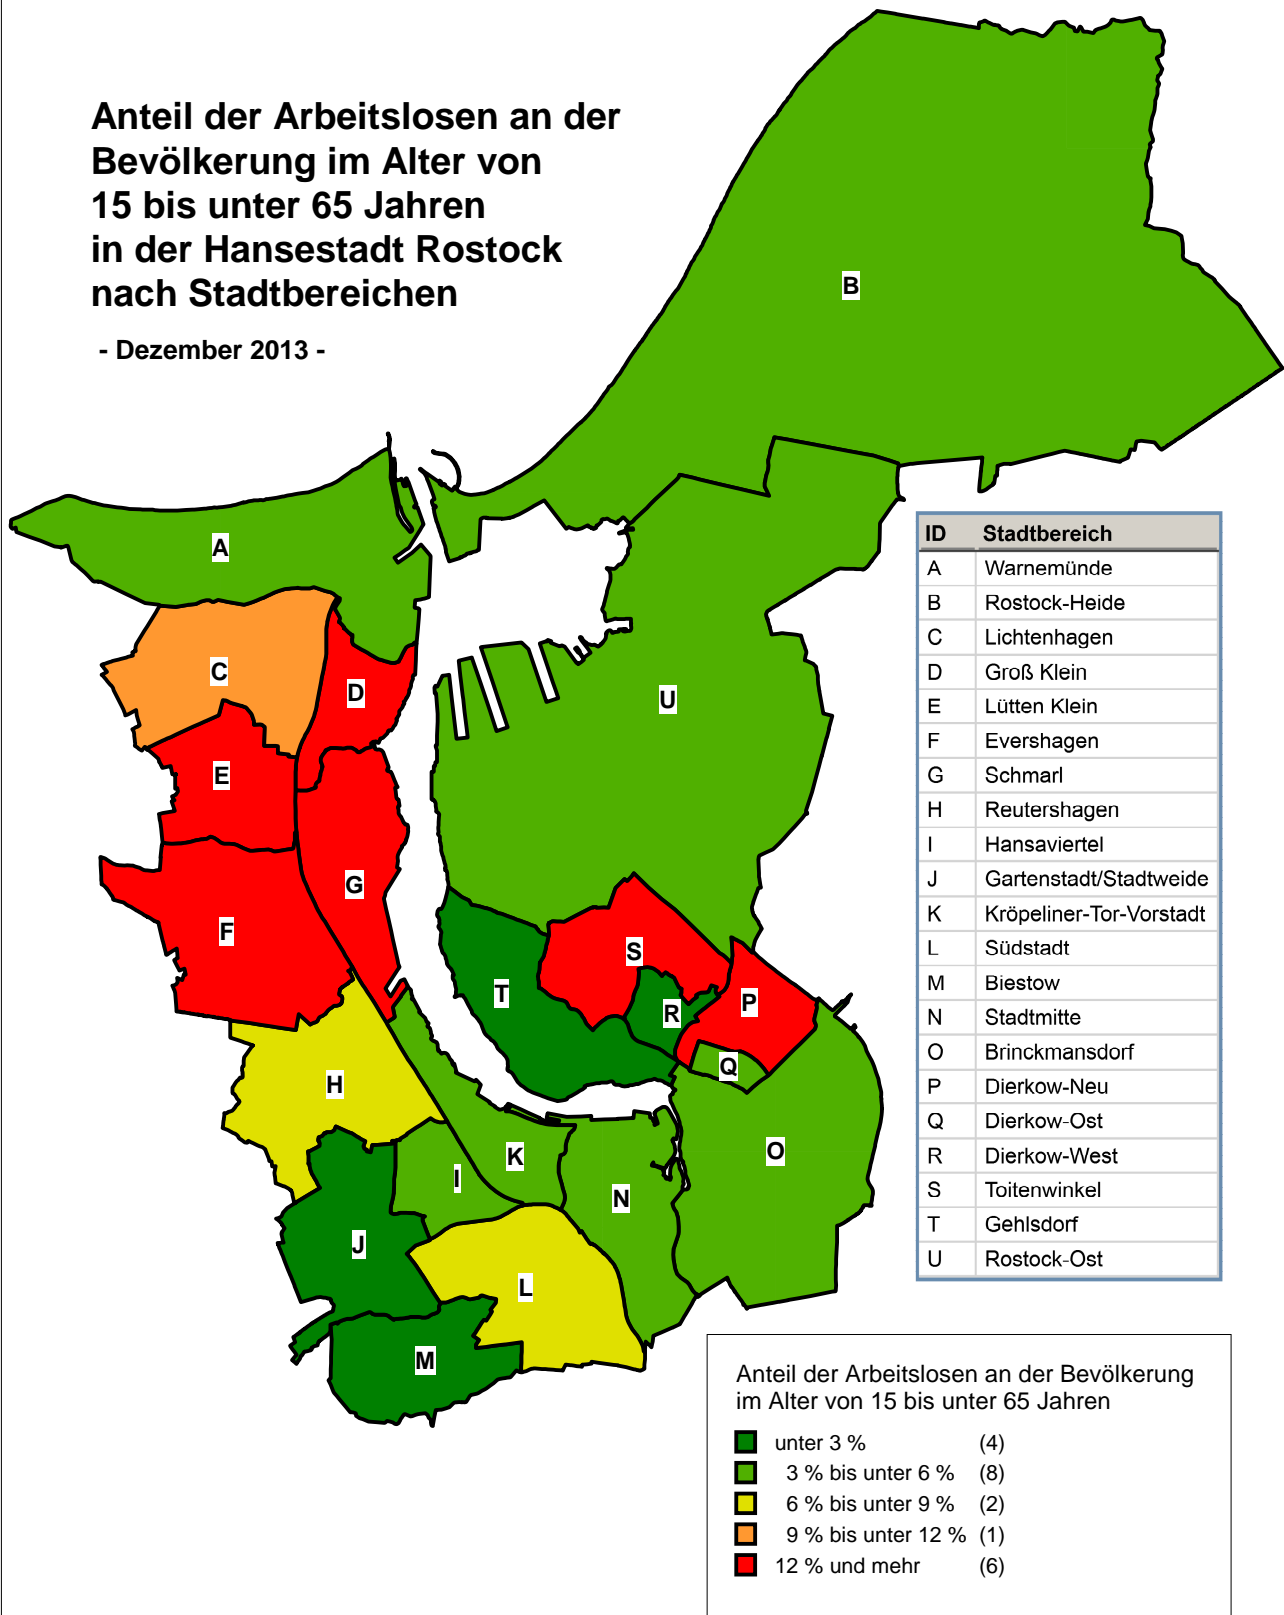 Anteil der Arbeitslosen an der
Bevölkerung im Alter von
15 bis unter 65 Jahren
in der Hansestadt Rostock
nach Stadtbereichen
- Dezember 2013 -
B
A
C
D
U
E
G
F
S
T
R
P
Q
H
K
O
I
N
J
L
M
ID Stadtbereich
A Warnemünde
B Rostock-Heide
C Lichtenhagen
D Groß Klein
E Lütten Klein
F Evershagen
G Schmarl
H Reutershagen
I Hansaviertel
J Gartenstadt/Stadtweide
K Kröpeliner-Tor-Vorstadt
L Südstadt
M Biestow
N Stadtmitte
O Brinckmansdorf
P Dierkow-Neu
Q Dierkow-Ost
R Dierkow-West
S Toitenwinkel
T Gehlsdorf
U Rostock-Ost
Anteil der Arbeitslosen an der Bevölkerung
im Alter von 15 bis unter 65 Jahren
unter 3 % (4)
3 % bis unter 6 % (8)
6 % bis unter 9 % (2)
9 % bis unter 12 % (1)
12 % und mehr (6)